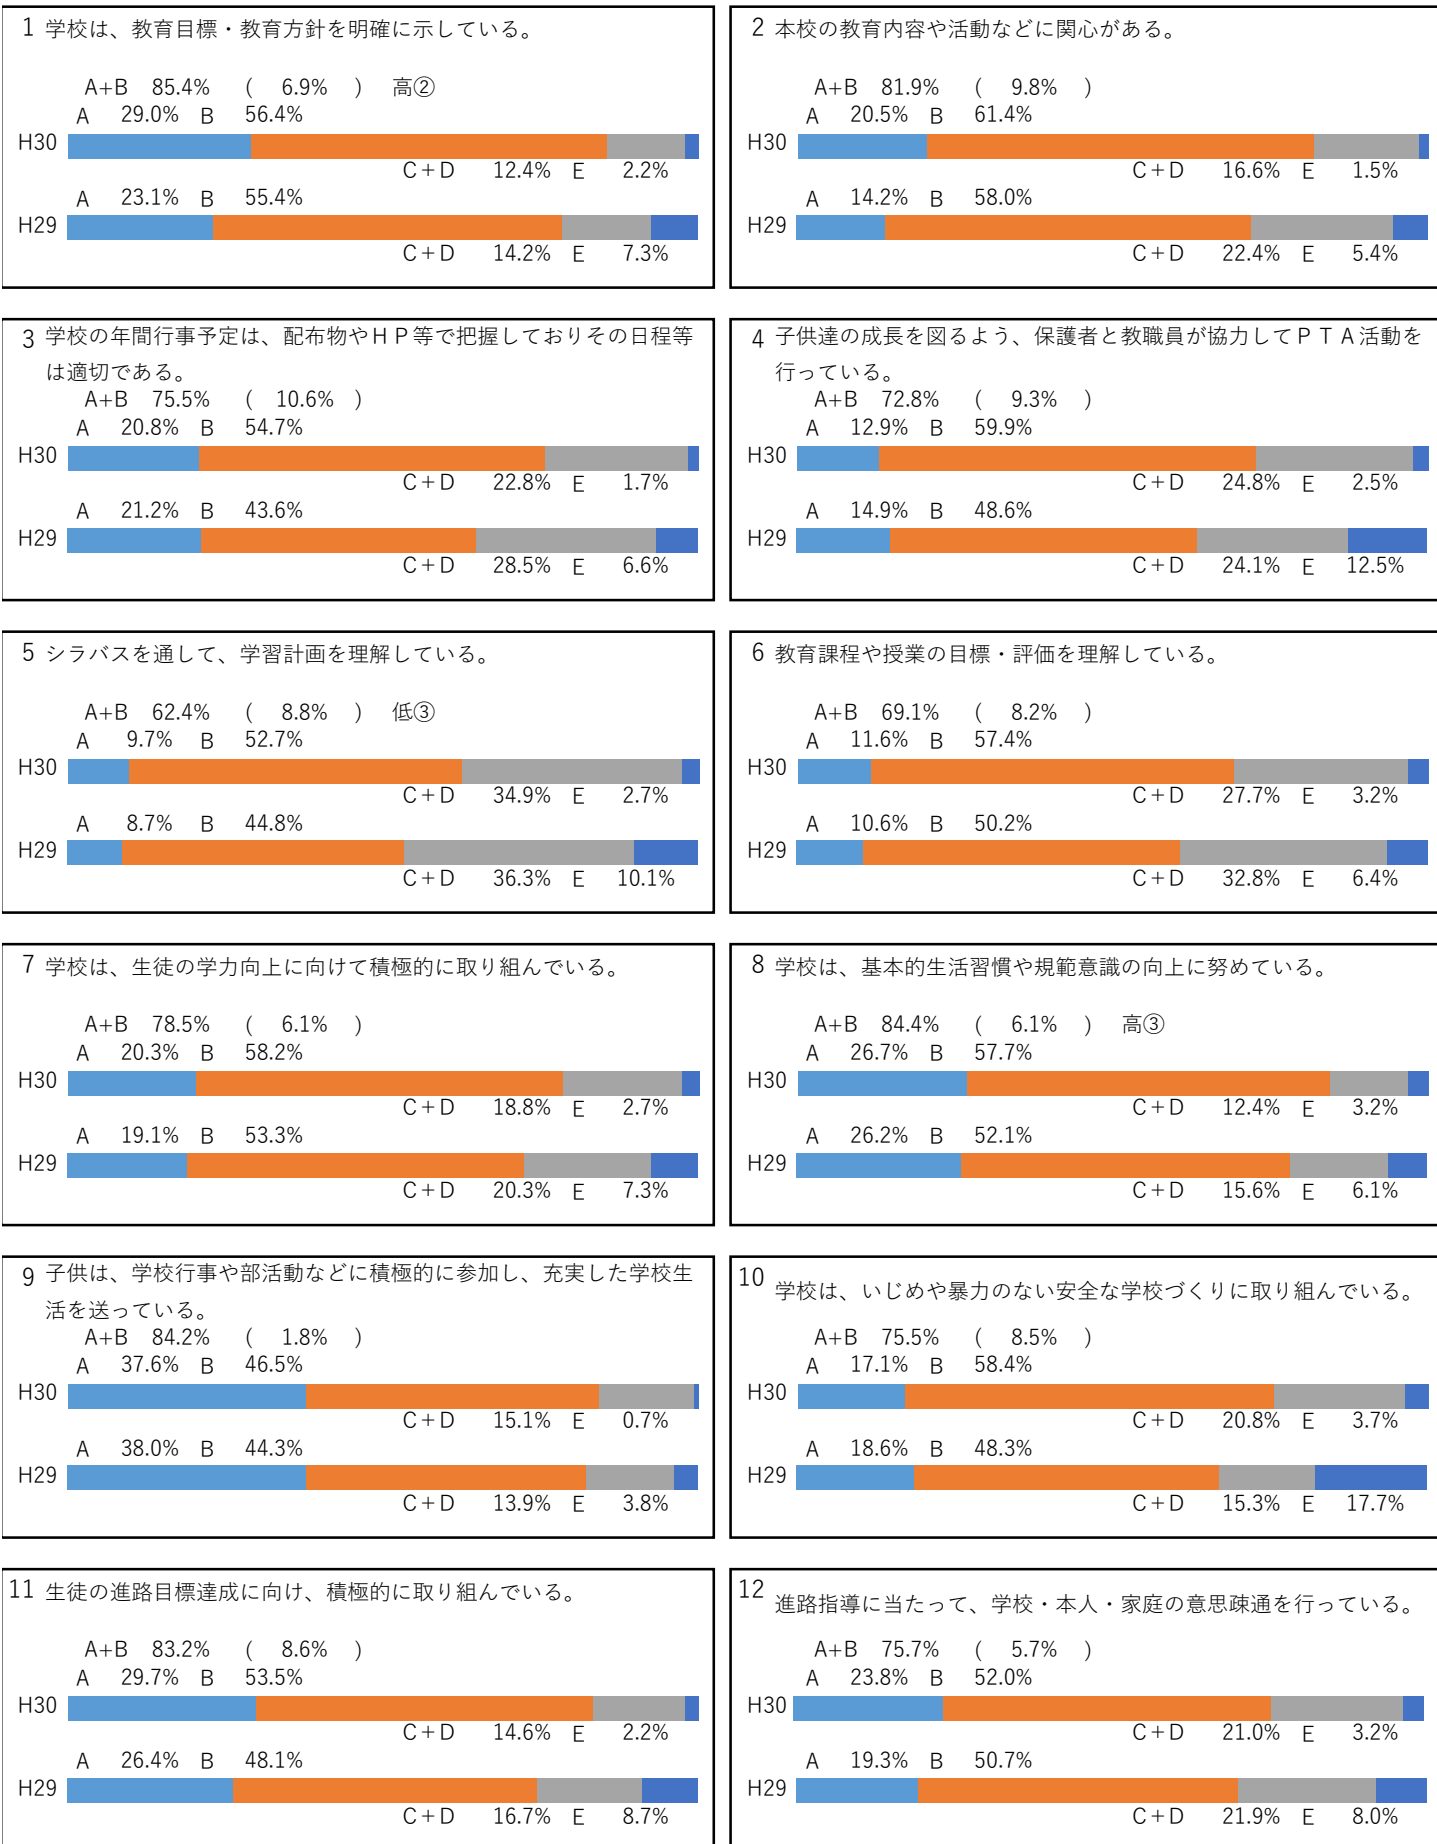 1 学校は、教育目標・教育方針を明確に示している。
A+B 85.4% ( 6.9% ) 高②
A 29.0% B 56.4%
H30
C+D 12.4% E 2.2%
A 23.1% B 55.4%
H29
C+D 14.2% E 7.3%
2 本校の教育内容や活動などに関心がある。
A+B 81.9% ( 9.8% )
A 20.5% B 61.4%
H30
C+D 16.6% E 1.5%
A 14.2% B 58.0%
H29
C+D 22.4% E 5.4%
3 学校の年間行事予定は、配布物やHP等で把握しておりその日程等
は適切である。
A+B 75.5% ( 10.6% )
A 20.8% B 54.7%
H30
C+D 22.8% E 1.7%
A 21.2% B 43.6%
H29
C+D 28.5% E 6.6%
4 子供達の成長を図るよう、保護者と教職員が協力してPTA活動を
行っている。
A+B 72.8% ( 9.3% )
A 12.9% B 59.9%
H30
C+D 24.8% E 2.5%
A 14.9% B 48.6%
H29
C+D 24.1% E 12.5%
5 シラバスを通して、学習計画を理解している。
A+B 62.4% ( 8.8% ) 低③
A 9.7% B 52.7%
H30
C+D 34.9% E 2.7%
A 8.7% B 44.8%
H29
C+D 36.3% E 10.1%
6 教育課程や授業の目標・評価を理解している。
A+B 69.1% ( 8.2% )
A 11.6% B 57.4%
H30
C+D 27.7% E 3.2%
A 10.6% B 50.2%
H29
C+D 32.8% E 6.4%
7 学校は、生徒の学力向上に向けて積極的に取り組んでいる。
A+B 78.5% ( 6.1% )
A 20.3% B 58.2%
H30
C+D 18.8% E 2.7%
A 19.1% B 53.3%
H29
C+D 20.3% E 7.3%
8 学校は、基本的生活習慣や規範意識の向上に努めている。
A+B 84.4% ( 6.1% ) 高③
A 26.7% B 57.7%
H30
C+D 12.4% E 3.2%
A 26.2% B 52.1%
H29
C+D 15.6% E 6.1%
9 子供は、学校行事や部活動などに積極的に参加し、充実した学校生
活を送っている。
A+B 84.2% ( 1.8% )
A 37.6% B 46.5%
H30
C+D 15.1% E 0.7%
A 38.0% B 44.3%
H29
C+D 13.9% E 3.8%
10 学校は、いじめや暴力のない安全な学校づくりに取り組んでいる。
A+B 75.5% ( 8.5% )
A 17.1% B 58.4%
H30
C+D 20.8% E 3.7%
A 18.6% B 48.3%
H29
C+D 15.3% E 17.7%
11 生徒の進路目標達成に向け、積極的に取り組んでいる。
A+B 83.2% ( 8.6% )
A 29.7% B 53.5%
H30
C+D 14.6% E 2.2%
A 26.4% B 48.1%
H29
C+D 16.7% E 8.7%
12 進路指導に当たって、学校・本人・家庭の意思疎通を行っている。
A+B 75.7% ( 5.7% )
A 23.8% B 52.0%
H30
C+D 21.0% E 3.2%
A 19.3% B 50.7%
H29
C+D 21.9% E 8.0%